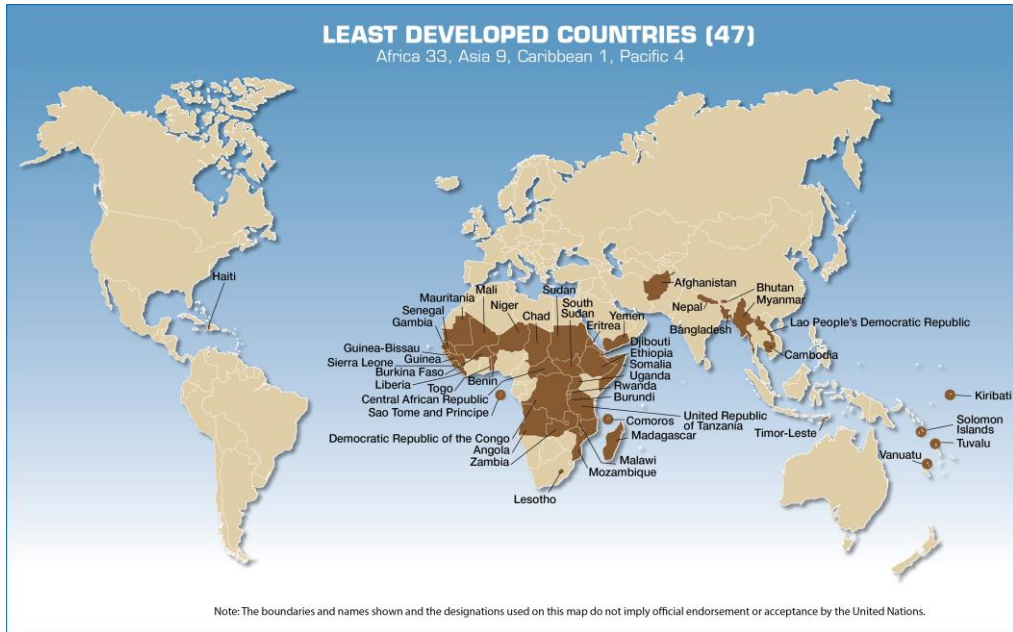 LEAST DEVELOPED COUNTRIES (47)
Africa 33, Asia 9, Caribbean 1, Pacific 4
Haiti
Mauritania
Senegal
Gambia
Mali
Niger
Chad
Sudan
South
Sudan
Eritrea
Yemen
Djibouti
Ethiopia
Somalia
Uganda
Rwanda
Burundi
Guinea-Bissau
Guinea
Sierra Leone
Burkina Faso
Liberia
Togo
Benin
Central African Republic
Sao Tome and Principe
Democratic Republic of the Congo
Angola
Zambia
Lesotho
Mozambique
Malawi
United Republic
of Tanzania
Comoros
Madagascar
Afghanistan
Nepal
Bhutan
Myanmar
Bangladesh
Lao People's Democratic Republic
Cambodia
Timor-Leste
Kiribati
Solomon
Islands
Tuvalu
Vanuatu
Note: The boundaries and names shown and the designations used on this map do not imply official endorsement or acceptance by the United Nations.